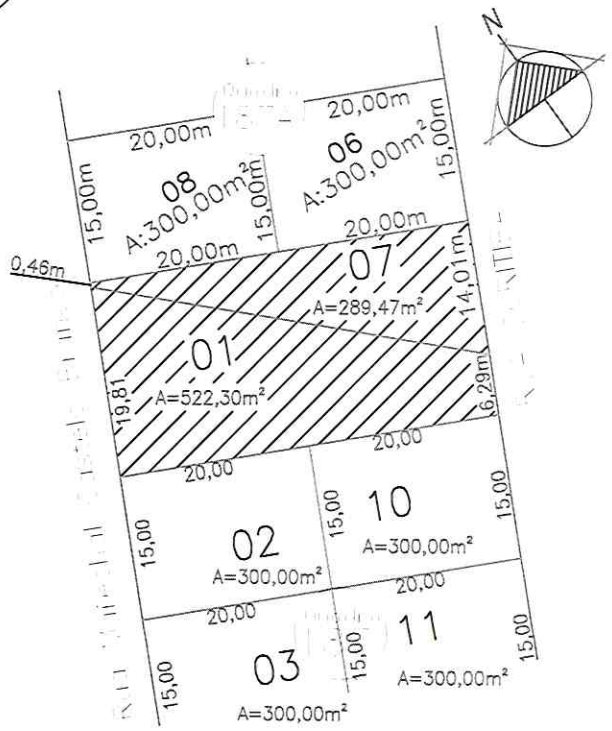 N
20,00m
20,00m
15,00m
08
A:300,00m²
15,00m
06
A:300,00m²
15,00m
0,46m
20,00m
20,00m
07
A=289,47m²
14,01m
01
A=522,30m²
19,81
6,29m
20,00
20,00
15,00
02
A=300,00m²
15,00
10
A=300,00m²
15,00
20,00
20,00
15,00
03
A=300,00m²
15,00
11
A=300,00m²
15,00